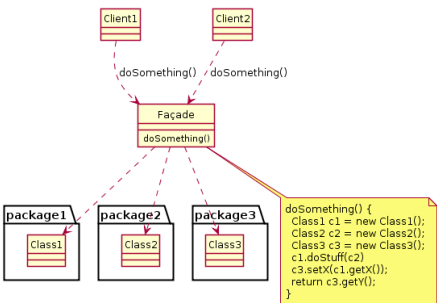 Client1
Client2
doSomething()
doSomething()
Façade
doSomething()
package1
package2
package3
Class1
Class2
Class3
doSomething() {
Class1 c1 = new Class1();
Class2 c2 = new Class2();
Class3 c3 = new Class3();
c1.doStuff(c2)
c3.setX(c1.getX());
return c3.getY();
}